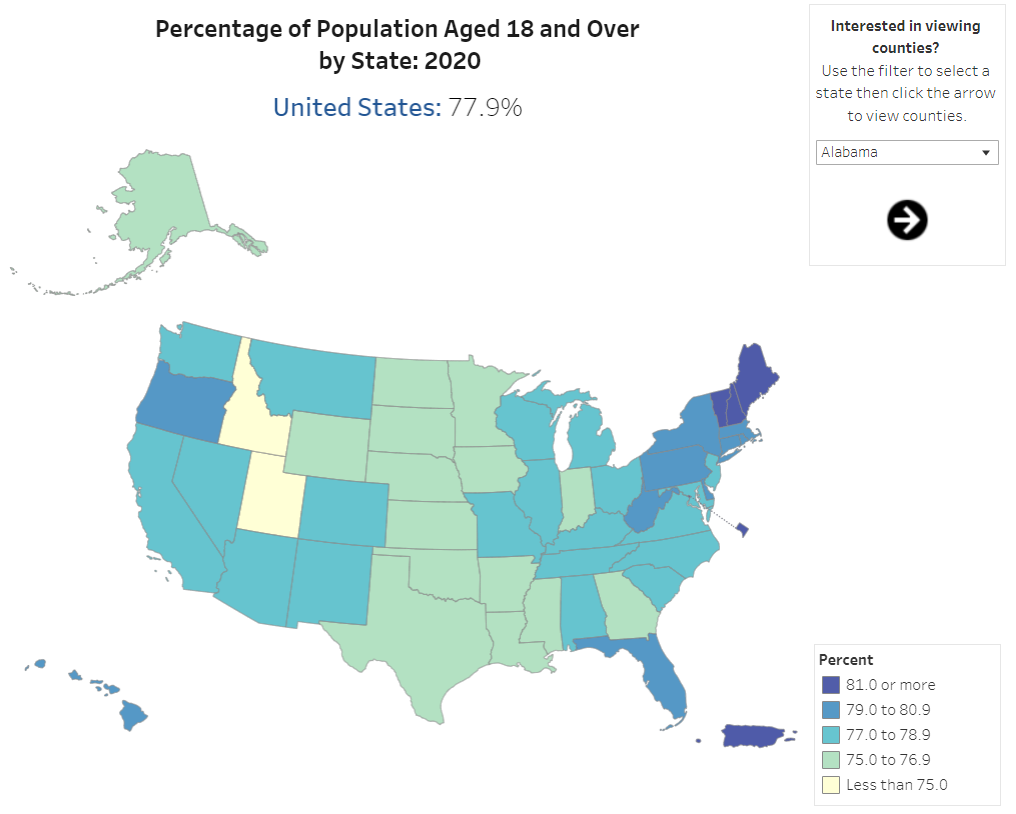 Percentage of Population Aged 18 and Over
by State: 2020
United States: 77.9%
Interested in viewing
counties?
Use the filter to select a
state then click the arrow
to view counties.
Alabama
Percent
81.0 or more
79.0 to 80.9
77.0 to 78.9
75.0 to 76.9
Less than 75.0